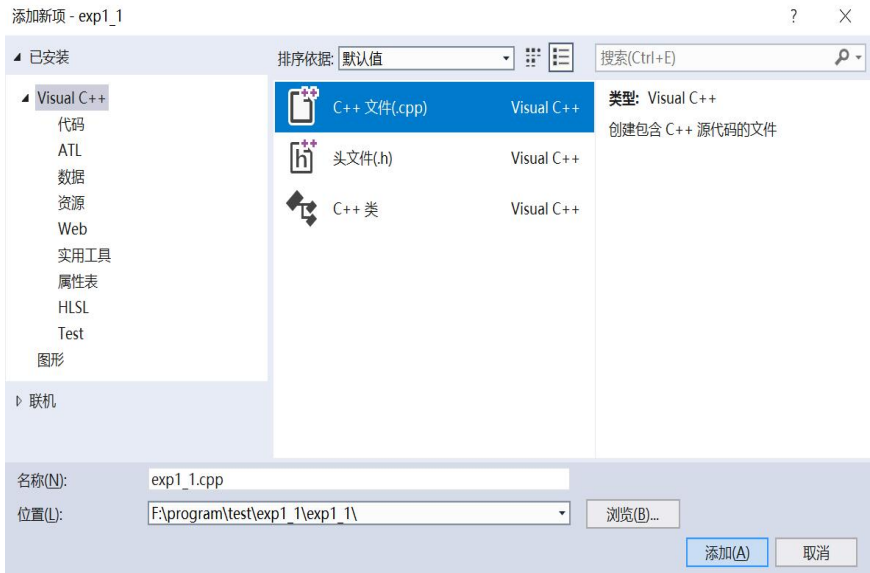 添加新项 - exp1_1
? ×
已安装
排序依据: 默认值
搜索(Ctrl+E)
Visual C++
代码
ATL
数据
资源
Web
实用工具
属性表
HLSL
Test
图形
联机
C++ 文件(.cpp) Visual C++
头文件(.h) Visual C++
C++ 类 Visual C++
类型: Visual C++
创建包含 C++ 源代码的文件
名称(N): exp1_1.cpp
位置(L): F:\program\test\exp1_1\exp1_1\
浏览(B)...
添加(A) 取消